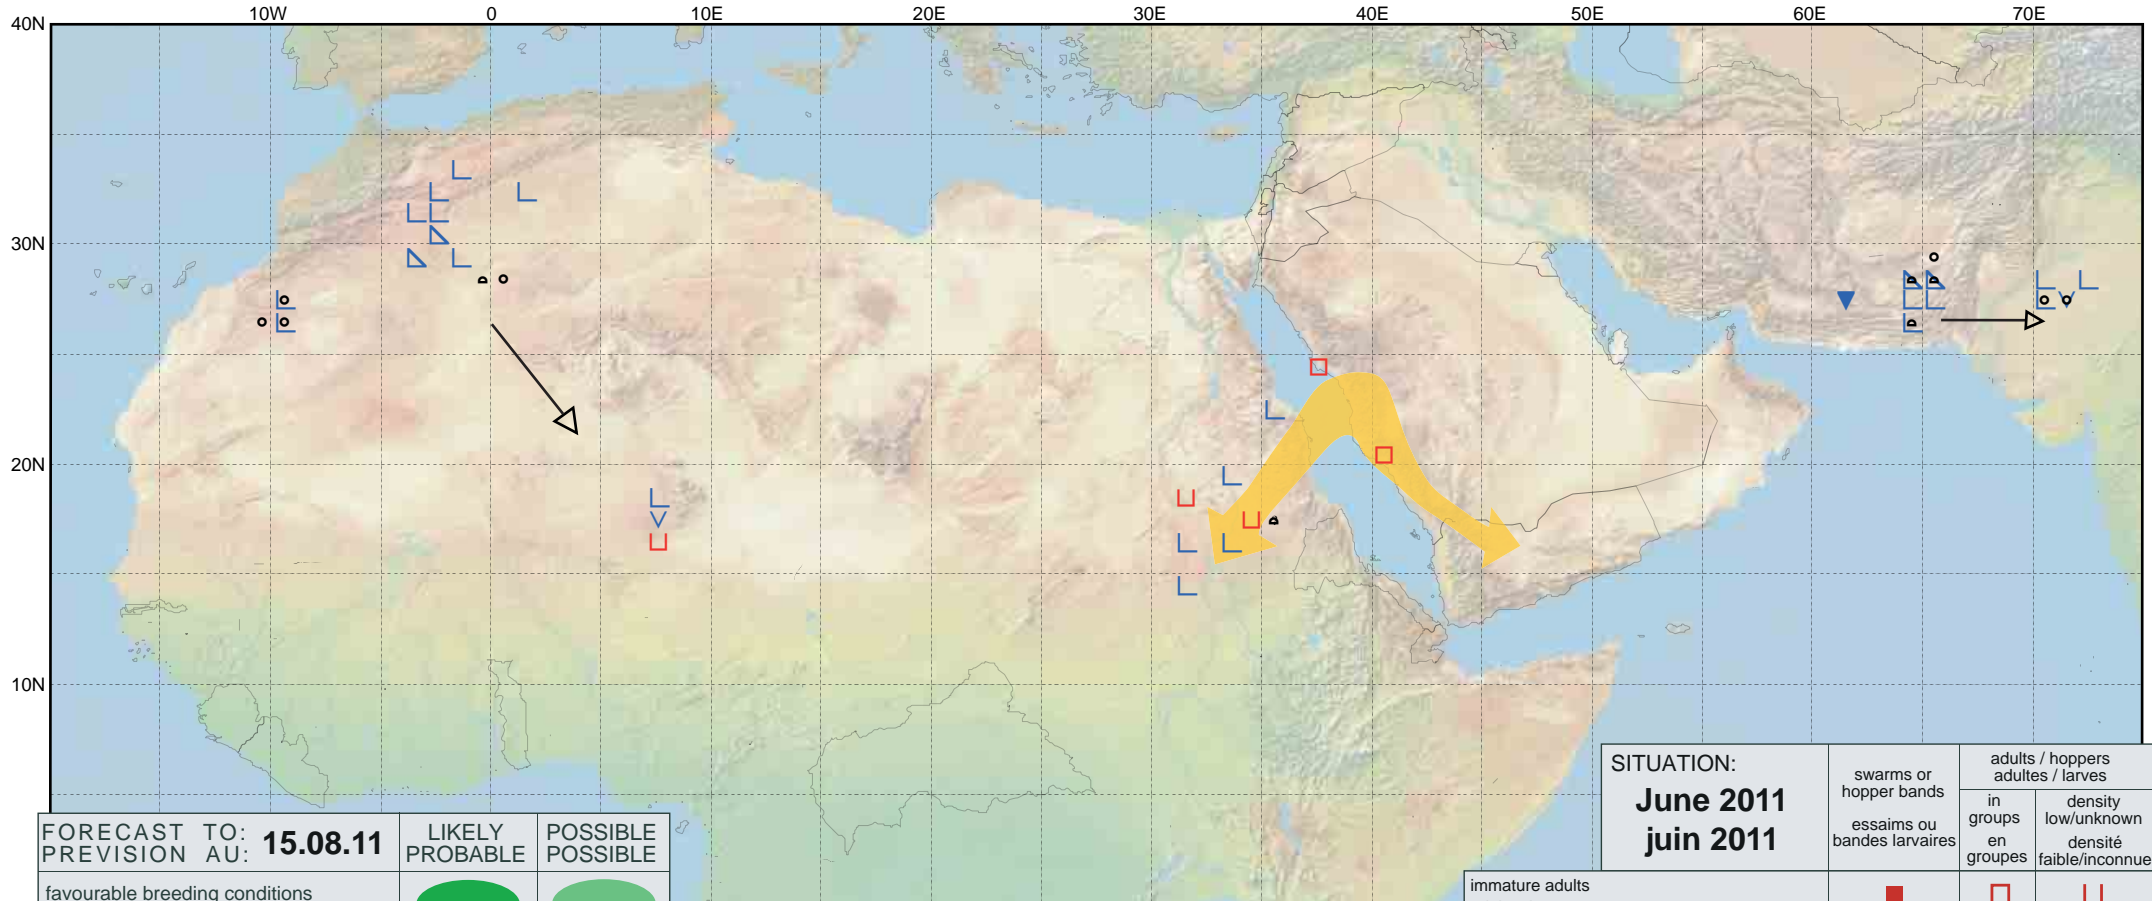 10W 0 10E 20E 30E 40E 50E 60E 70E
40N
30N
20N
10N
FORECAST TO: 15.08.11
PREVISION AU:
LIKELY
PROBABLE
POSSIBLE
POSSIBLE
favourable breeding conditions
SITUATION:
June 2011
juin 2011
swarms or
hopper bands
essaims ou
bandes larvaires
adults / hoppers
adultes / larves
in
groups
en
groupes
density
low/unknown
densité
faible/inconnue
immature adults